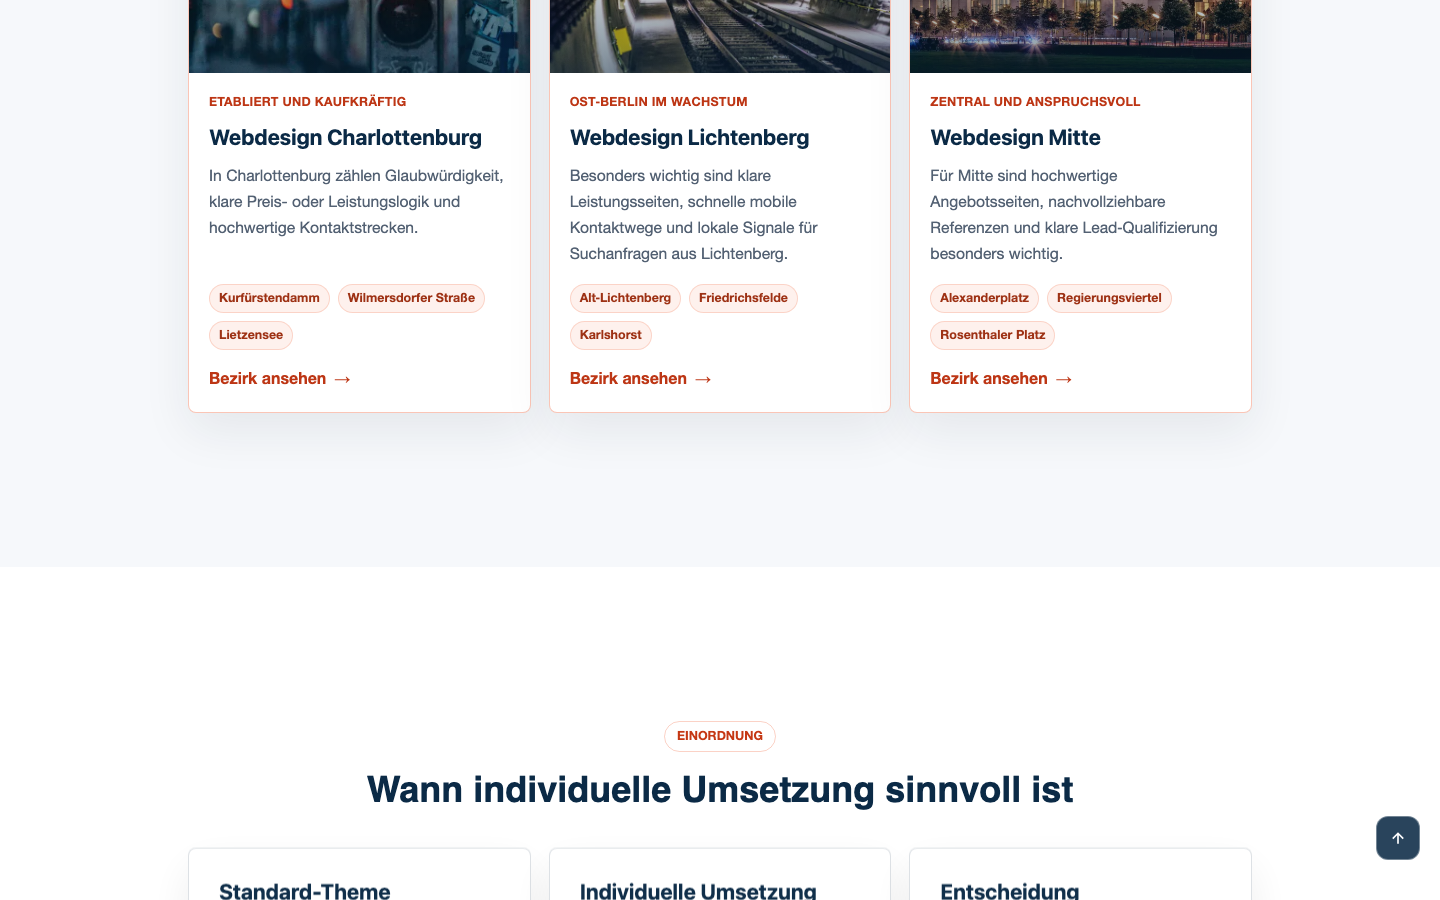 ETABLIERT UND KAUFKRÄFTIG
Webdesign Charlottenburg
In Charlottenburg zählen Glaubwürdigkeit,
klare Preis- oder Leistungslogik und
hochwertige Kontaktstrecken.
Kurfürstendamm
Wilmersdorfer Straße
Lietzensee
Bezirk ansehen →
OST-BERLIN IM WACHSTUM
Webdesign Lichtenberg
Besonders wichtig sind klare
Leistungsseiten, schnelle mobile
Kontaktwege und lokale Signale für
Suchanfragen aus Lichtenberg.
Alt-Lichtenberg
Friedrichsfelde
Karlshorst
Bezirk ansehen →
ZENTRAL UND ANSPRUCHSVOLL
Webdesign Mitte
Für Mitte sind hochwertige
Angebotsseiten, nachvollziehbare
Referenzen und klare Lead-Qualifizierung
besonders wichtig.
Alexanderplatz
Regierungsviertel
Rosenthaler Platz
Bezirk ansehen →
EINORDNUNG
Wann individuelle Umsetzung sinnvoll ist
Standard-Theme
Individuelle Umsetzung
Entscheidung